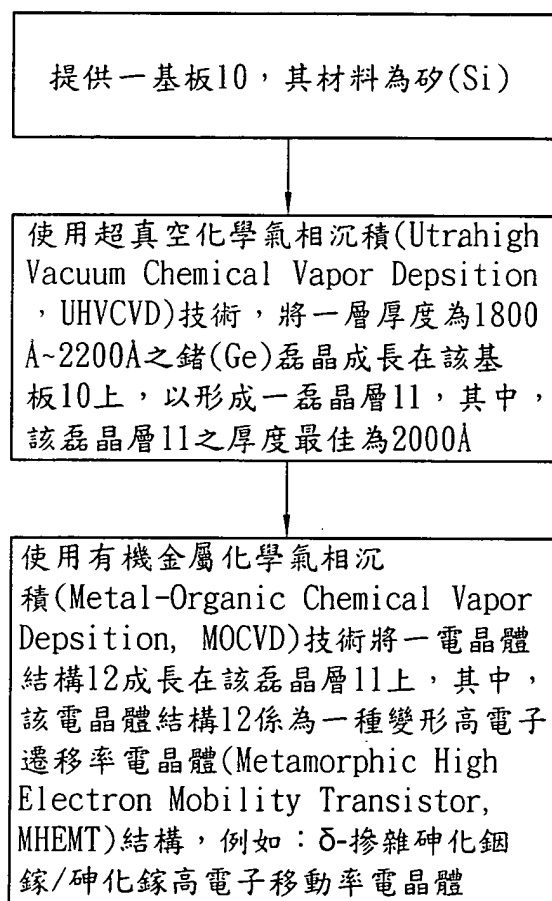 提供一基板10，其材料為矽(Si)
使用超真空化學氣相沉積(Utrahigh
Vacuum Chemical Vapor Depsition
，UHVCVD)技術，將一層厚度為1800
Å~2200Å之鍺(Ge)磊晶成長在該基
板10上，以形成一磊晶層11，其中，
該磊晶層11之厚度最佳為2000Å
使用有機金屬化學氣相沉
積(Metal-Organic Chemical Vapor
Depsition, MOCVD)技術將一電晶體
結構12成長在該磊晶層11上，其中，
該電晶體結構12係為一種變形高電子
遷移率電晶體(Metamorphic High
Electron Mobility Transistor,
MHEMT)結構，例如：δ-摻雜砷化銦
鎵/砷化鎵高電子移動率電晶體